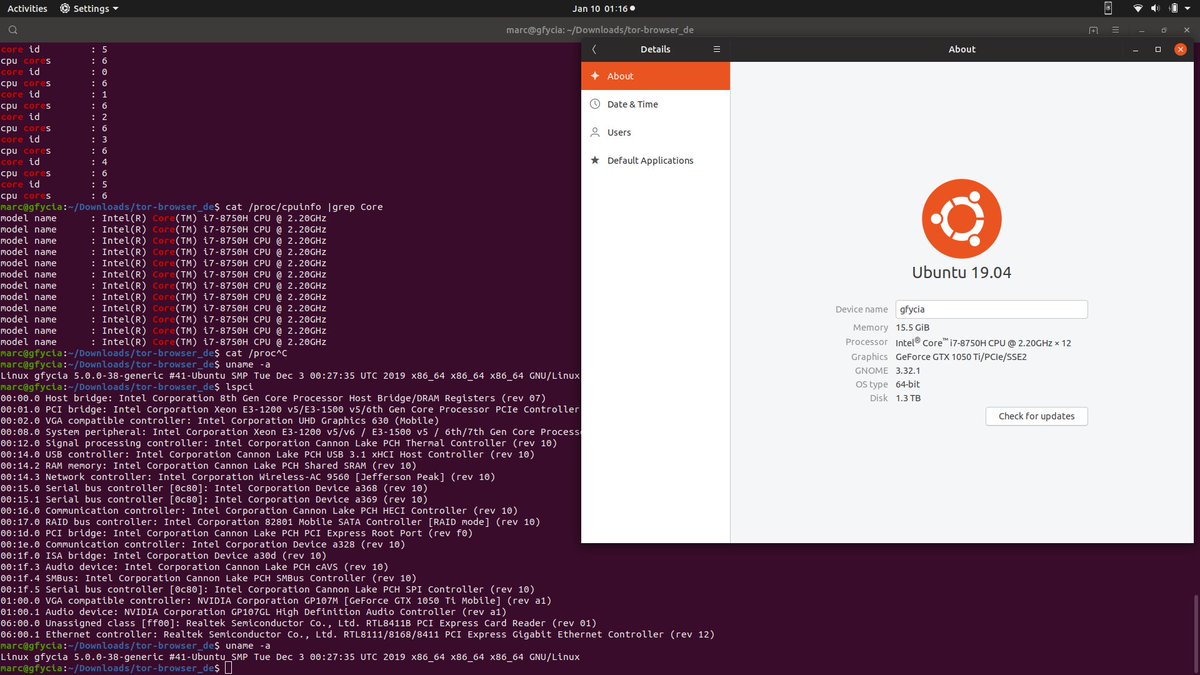 Activities Settings Jan 10 01:16
marc@gfycia: ~/Downloads/tor-browser_de
core id : 5
cpu cores : 6
core id : 0
cpu cores : 6
core id : 1
cpu cores : 6
core id : 2
cpu cores : 6
core id : 3
cpu cores : 6
core id : 4
cpu cores : 6
core id : 5
cpu cores : 6
marc@gfycia:~/Downloads/tor-browser_de$ cat /proc/cpuinfo |grep Core
model name : Intel(R) Core(TM) i7-8750H CPU @ 2.20GHz
model name : Intel(R) Core(TM) i7-8750H CPU @ 2.20GHz
model name : Intel(R) Core(TM) i7-8750H CPU @ 2.20GHz
model name : Intel(R) Core(TM) i7-8750H CPU @ 2.20GHz
model name : Intel(R) Core(TM) i7-8750H CPU @ 2.20GHz
model name : Intel(R) Core(TM) i7-8750H CPU @ 2.20GHz
model name : Intel(R) Core(TM) i7-8750H CPU @ 2.20GHz
model name : Intel(R) Core(TM) i7-8750H CPU @ 2.20GHz
model name : Intel(R) Core(TM) i7-8750H CPU @ 2.20GHz
model name : Intel(R) Core(TM) i7-8750H CPU @ 2.20GHz
model name : Intel(R) Core(TM) i7-8750H CPU @ 2.20GHz
model name : Intel(R) Core(TM) i7-8750H CPU @ 2.20GHz
marc@gfycia:~/Downloads/tor-browser_de$ cat /proc^C
marc@gfycia:~/Downloads/tor-browser_de$ uname -a
Linux gfycia 5.0.0-38-generic #41-Ubuntu SMP Tue Dec 3 00:27:35 UTC 2019 x86_64 x86_64 x86_64 GNU/Linux
marc@gfycia:~/Downloads/tor-browser_de$ lspci
00:00.0 Host bridge: Intel Corporation 8th Gen Core Processor Host Bridge/DRAM Registers (rev 07)
00:01.0 PCI bridge: Intel Corporation Xeon E3-1200 v5/E3-1500 v5/6th Gen Core Processor PCIe Controller
00:02.0 VGA compatible controller: Intel Corporation UHD Graphics 630 (Mobile)
00:08.0 System peripheral: Intel Corporation Xeon E3-1200 v5/v6 / E3-1500 v5 / 6th/7th Gen Core Process
00:12.0 Signal processing controller: Intel Corporation Cannon Lake PCH Thermal Controller (rev 10)
00:14.0 USB controller: Intel Corporation Cannon Lake PCH USB 3.1 xHCI Host Controller (rev 10)
00:14.2 RAM memory: Intel Corporation Cannon Lake PCH Shared SRAM (rev 10)
00:14.3 Network controller: Intel Corporation Wireless-AC 9560 [Jefferson Peak] (rev 10)
00:15.0 Serial bus controller [0c80]: Intel Corporation Device a368 (rev 10)
00:15.1 Serial bus controller [0c80]: Intel Corporation Device a369 (rev 10)
00:16.0 Communication controller: Intel Corporation Cannon Lake PCH HECI Controller (rev 10)
00:17.0 RAID bus controller: Intel Corporation 82801 Mobile SATA Controller [RAID mode] (rev 10)
00:1d.0 PCI bridge: Intel Corporation Cannon Lake PCH PCI Express Root Port (rev f0)
00:1e.0 Communication controller: Intel Corporation Device a328 (rev 10)
00:1f.0 ISA bridge: Intel Corporation Device a30d (rev 10)
00:1f.3 Audio device: Intel Corporation Cannon Lake PCH cAVS (rev 10)
00:1f.4 SMBus: Intel Corporation Cannon Lake PCH SMBus Controller (rev 10)
00:1f.5 Serial bus controller [0c80]: Intel Corporation Cannon Lake PCH SPI Controller (rev 10)
01:00.0 VGA compatible controller: NVIDIA Corporation GP107M [GeForce GTX 1050 Ti Mobile] (rev a1)
01:00.1 Audio device: NVIDIA Corporation GP107GL High Definition Audio Controller (rev a1)
06:00.0 Unassigned class [ff00]: Realtek Semiconductor Co., Ltd. RTL8411B PCI Express Card Reader (rev 01)
06:00.1 Ethernet controller: Realtek Semiconductor Co., Ltd. RTL8111/8168/8411 PCI Express Gigabit Ethernet Controller (rev 12)
marc@gfycia:~/Downloads/tor-browser_de$ uname -a
Linux gfycia 5.0.0-38-generic #41-Ubuntu SMP Tue Dec 3 00:27:35 UTC 2019 x86_64 x86_64 x86_64 GNU/Linux
marc@gfycia:~/Downloads/tor-browser_de$
Details
About
About
Date & Time
Users
Default Applications
Ubuntu 19.04
Device name gfycia
Memory 15.5 GiB
Processor Intel® Core™ i7-8750H CPU @ 2.20GHz × 12
Graphics GeForce GTX 1050 Ti/PCIe/SSE2
GNOME 3.32.1
OS type 64-bit
Disk 1.3 TB
Check for updates